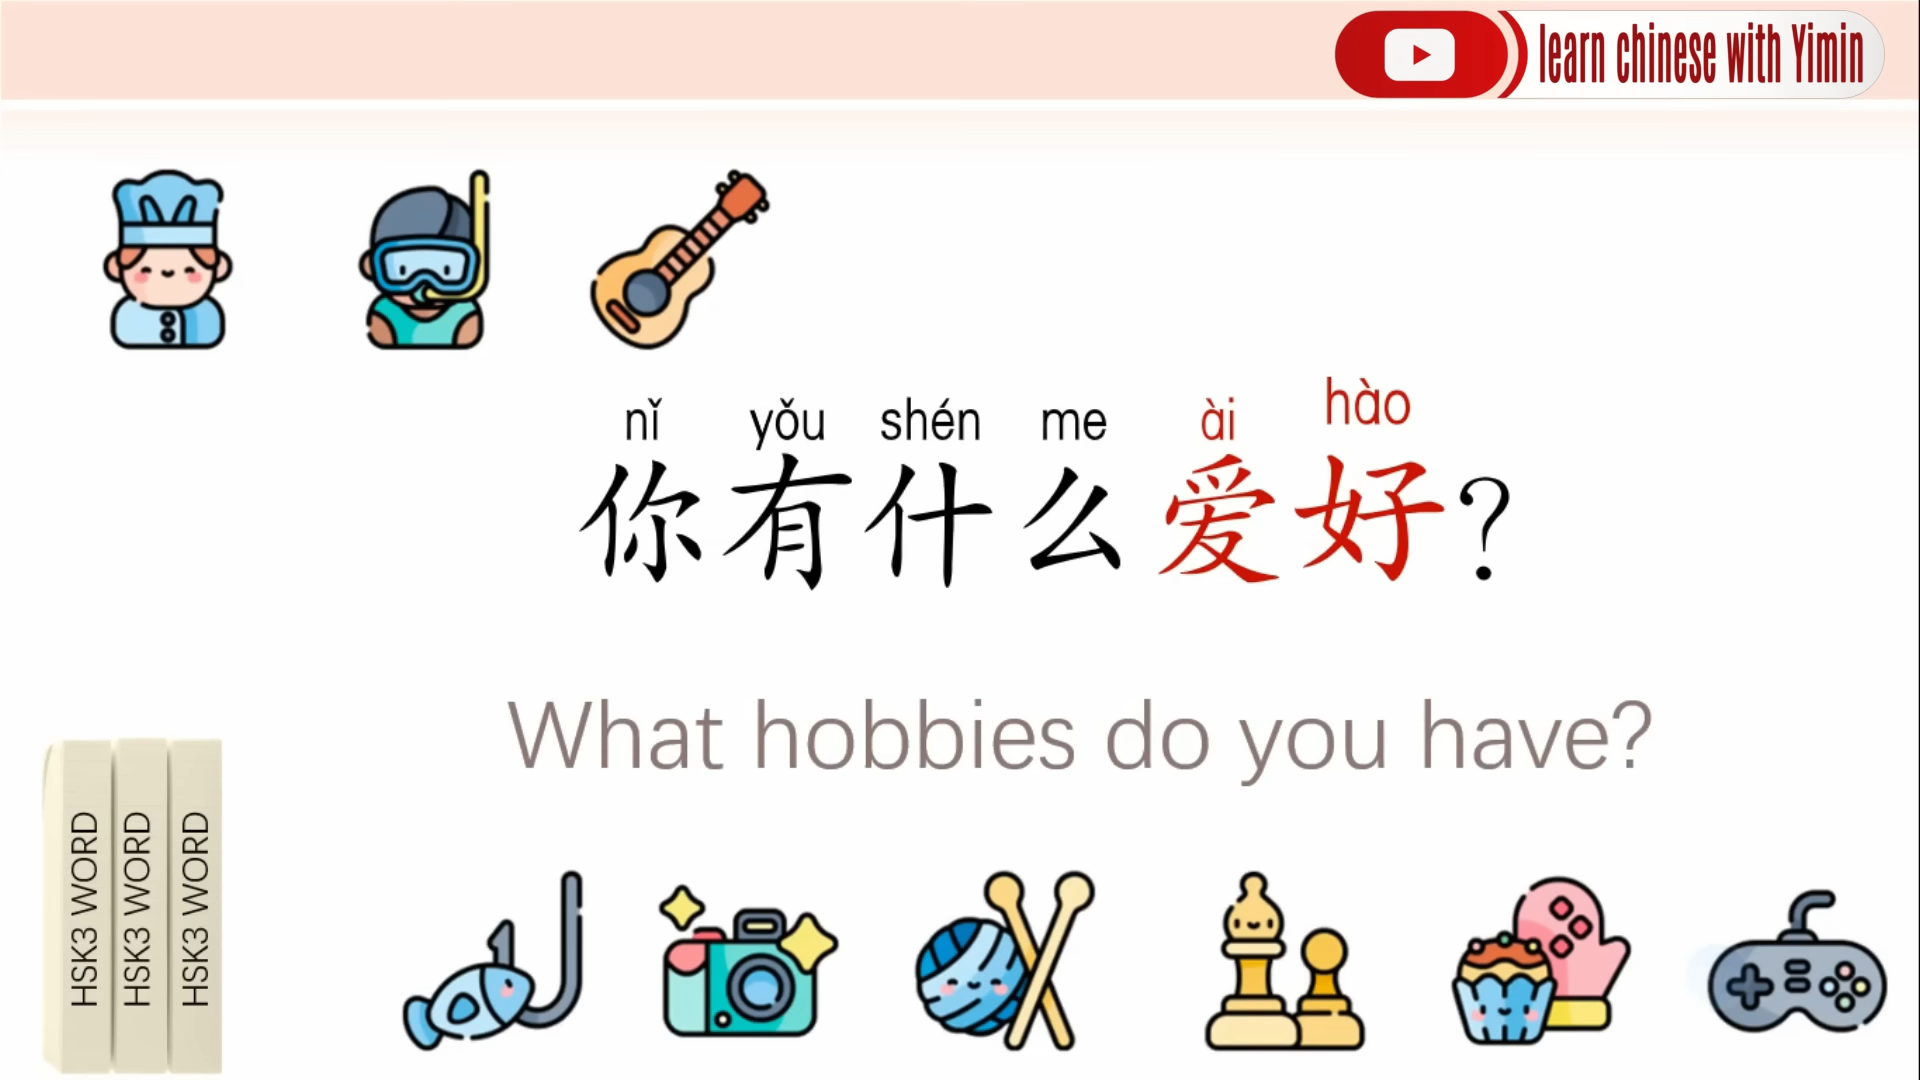 learn chinese with Yimin
nǐ yǒu shén me ài hào
你有什么爱好?
What hobbies do you have?
HSK3 WORD
HSK3 WORD
HSK3 WORD